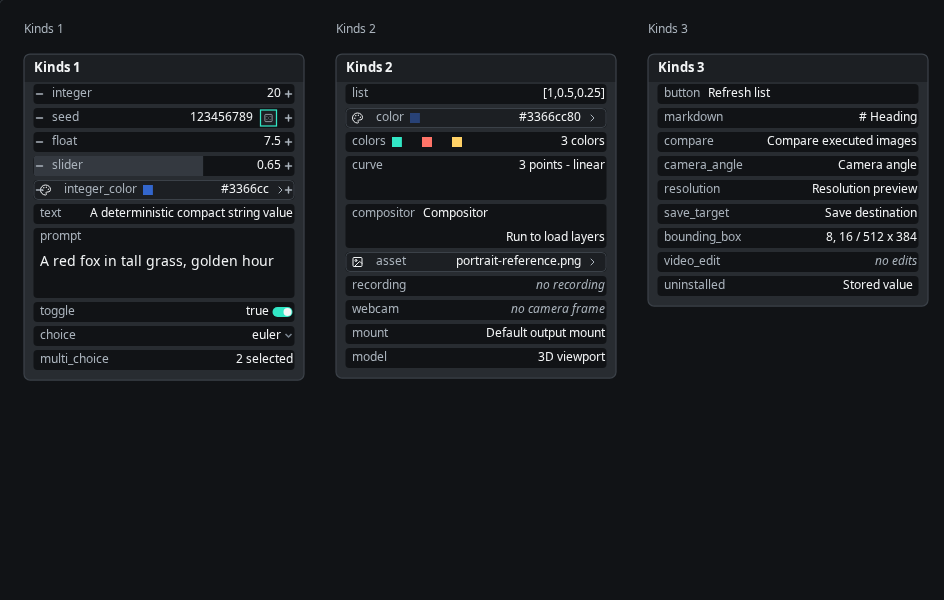 Kinds 1
Kinds 1
− integer 20 +
seed 123456789 +
− float 7.5 +
− slider 0.65 +
integer_color #3366cc +
text A deterministic compact string value
prompt
A red fox in tall grass, golden hour
toggle true
choice euler
multi_choice 2 selected
Kinds 2
Kinds 2
list [1,0.5,0.25]
color #3366cc80
colors 3 colors
curve 3 points - linear
compositor Compositor
Run to load layers
asset portrait-reference.png
recording no recording
webcam no camera frame
mount Default output mount
model 3D viewport
Kinds 3
Kinds 3
button Refresh list
markdown # Heading
compare Compare executed images
camera_angle Camera angle
resolution Resolution preview
save_target Save destination
bounding_box 8, 16 / 512 x 384
video_edit no edits
uninstalled Stored value